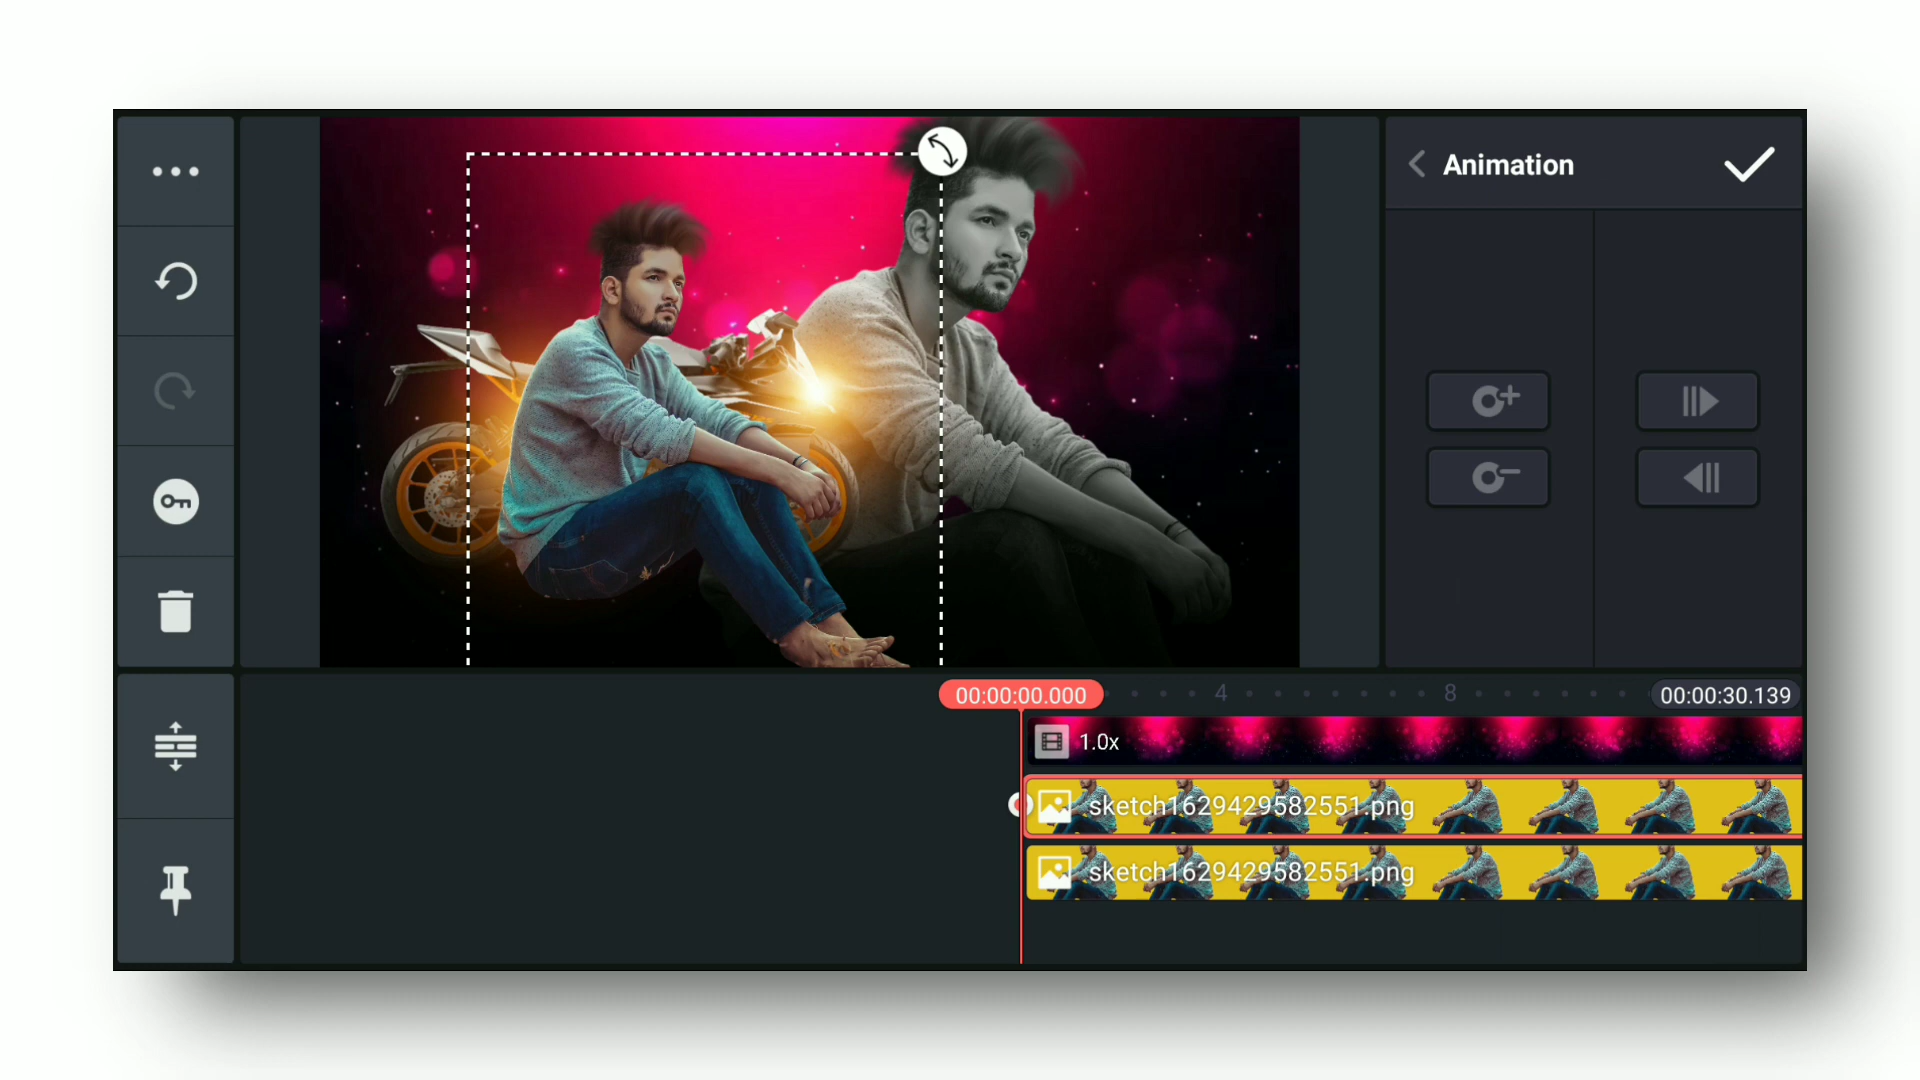 Animation
00:00:00.000
4
8
00:00:30.139
1.0x
sketch1629429582551.png
sketch1629429582551.png